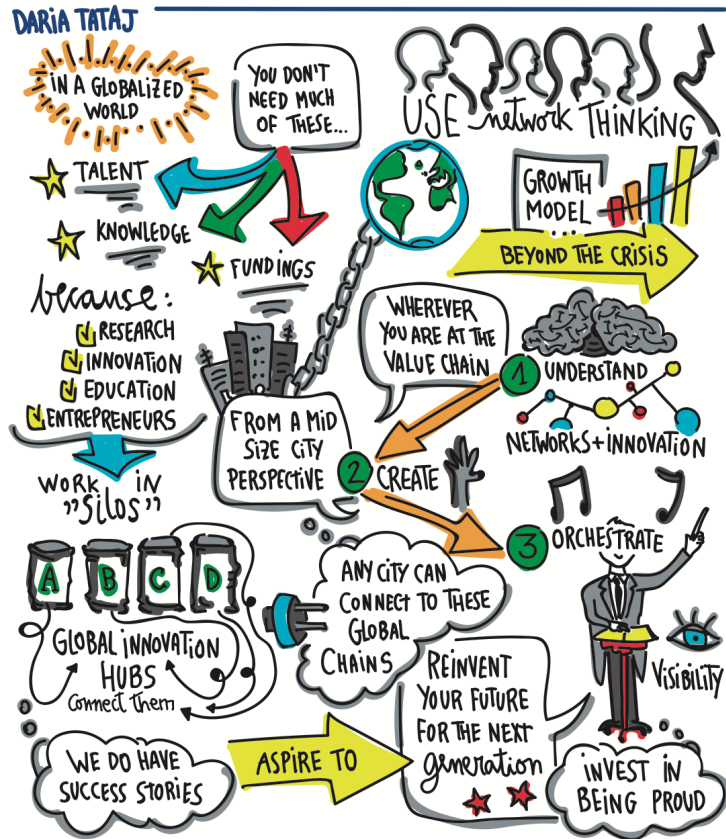 DARIA TATAJ
IN A GLOBALIZED
WORLD
YOU DON'T
NEED MUCH
OF THESE...
TALENT
KNOWLEDGE
FUNDINGS
because:
RESEARCH
INNOVATION
EDUCATION
ENTREPRENEURS
WORK IN
"SILOS"
USE network THINKING
GROWTH
MODEL
...
BEYOND THE CRISIS
WHEREVER
YOU ARE AT THE
VALUE CHAIN
1 UNDERSTAND
NETWORKS+INNOVATION
FROM A MID
SIZE CITY
PERSPECTIVE
2 CREATE
3 ORCHESTRATE
A B C D
GLOBAL INNOVATION
HUBS
Connect them
ANY CITY CAN
CONNECT TO THESE
GLOBAL
CHAINS
VISIBILITY
WE DO HAVE
SUCCESS STORIES
ASPIRE TO
REINVENT
YOUR FUTURE
FOR THE NEXT
generation
INVEST IN
BEING PROUD